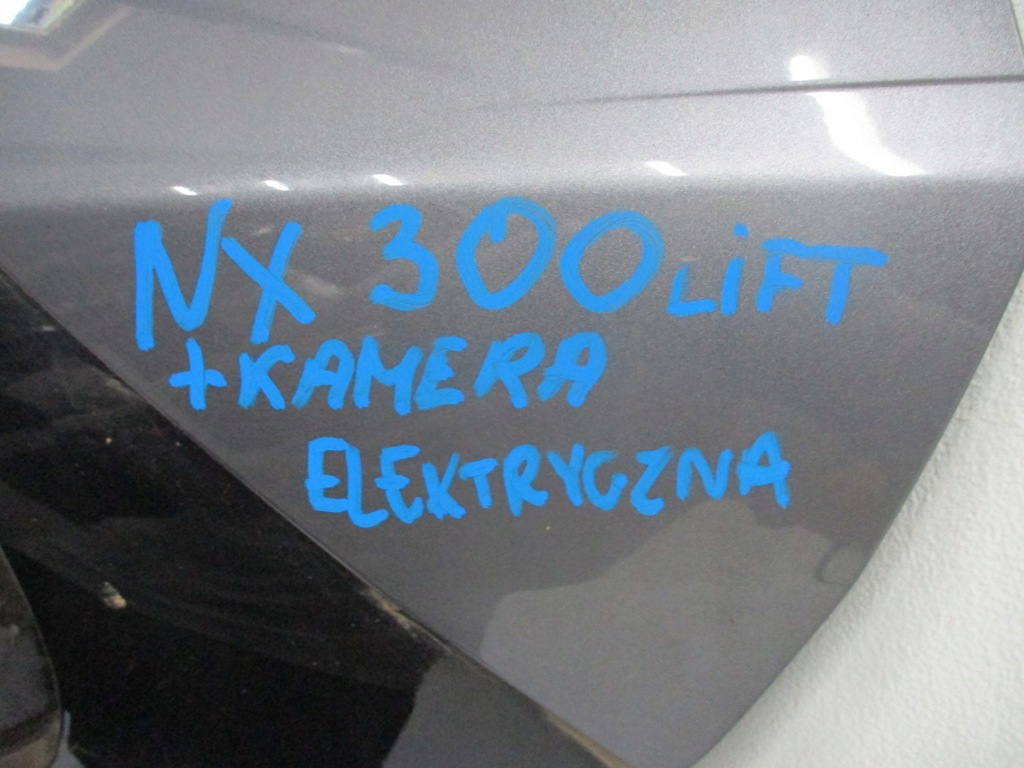 NX 300 LiFT
+KAMERA
ELEKTRYCZNA